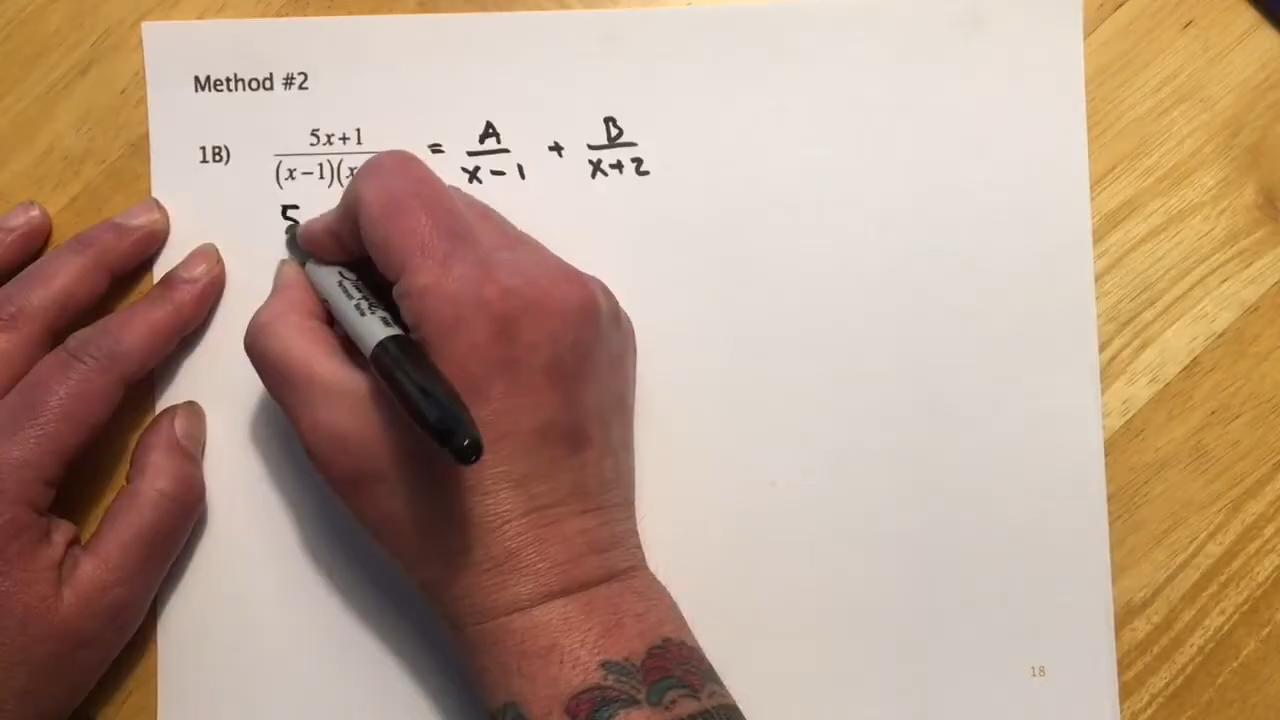 Method #2
1B) 5x+1 = A + B
(x−1)(x x−1 x+2
5
18